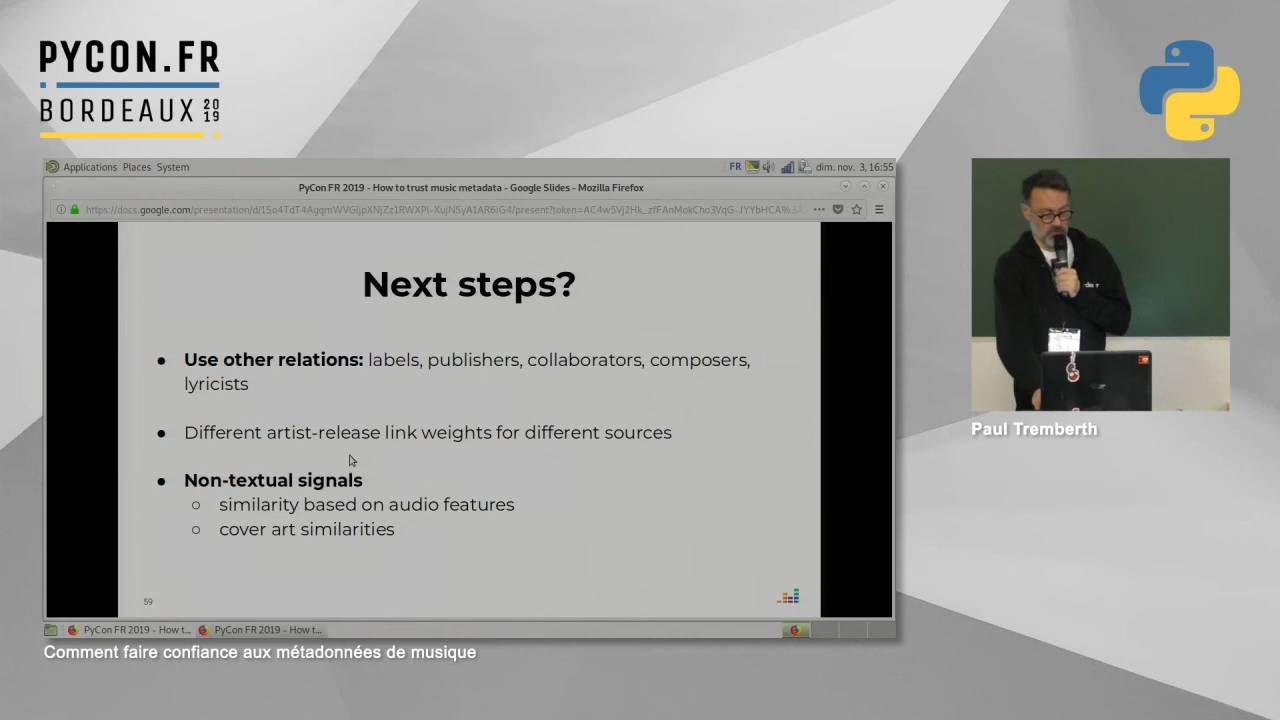 PYCON.FR
BORDEAUX 2019
Applications Places System
FR
dim. nov. 3, 16:55
PyCon FR 2019 - How to trust music metadata - Google Slides - Mozilla Firefox
Next steps?
● Use other relations: labels, publishers, collaborators, composers,
lyricists
● Different artist-release link weights for different sources
● Non-textual signals
○ similarity based on audio features
○ cover art similarities
59
PyCon FR 2019 - How t... PyCon FR 2019 - How t...
Comment faire confiance aux métadonnées de musique
Paul Tremberth